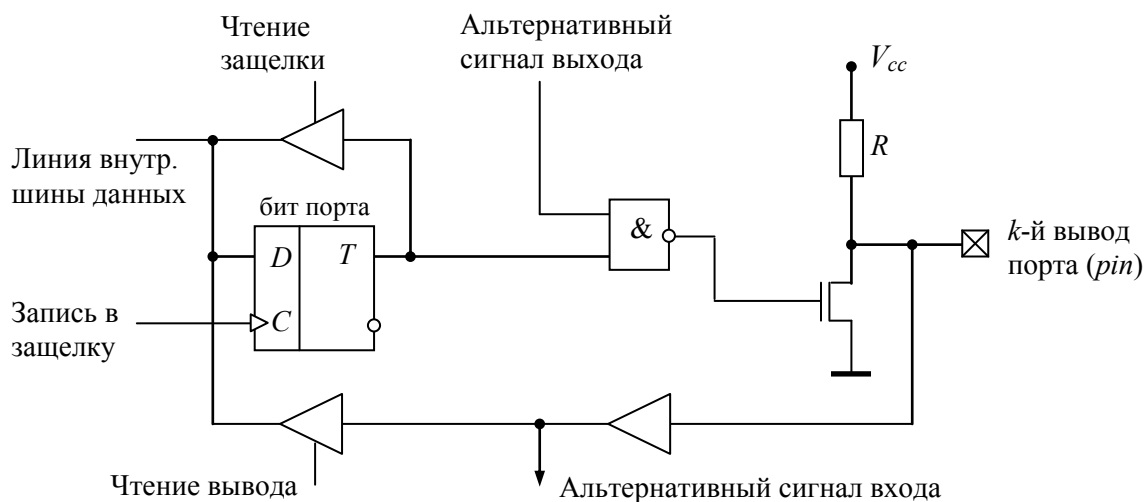 Чтение
защелки
Альтернативный
сигнал выхода
Vcc
R
Линия внутр.
шины данных
бит порта
D
T
&
k-й вывод
порта (pin)
Запись в
защелку
C
Чтение вывода
Альтернативный сигнал входа